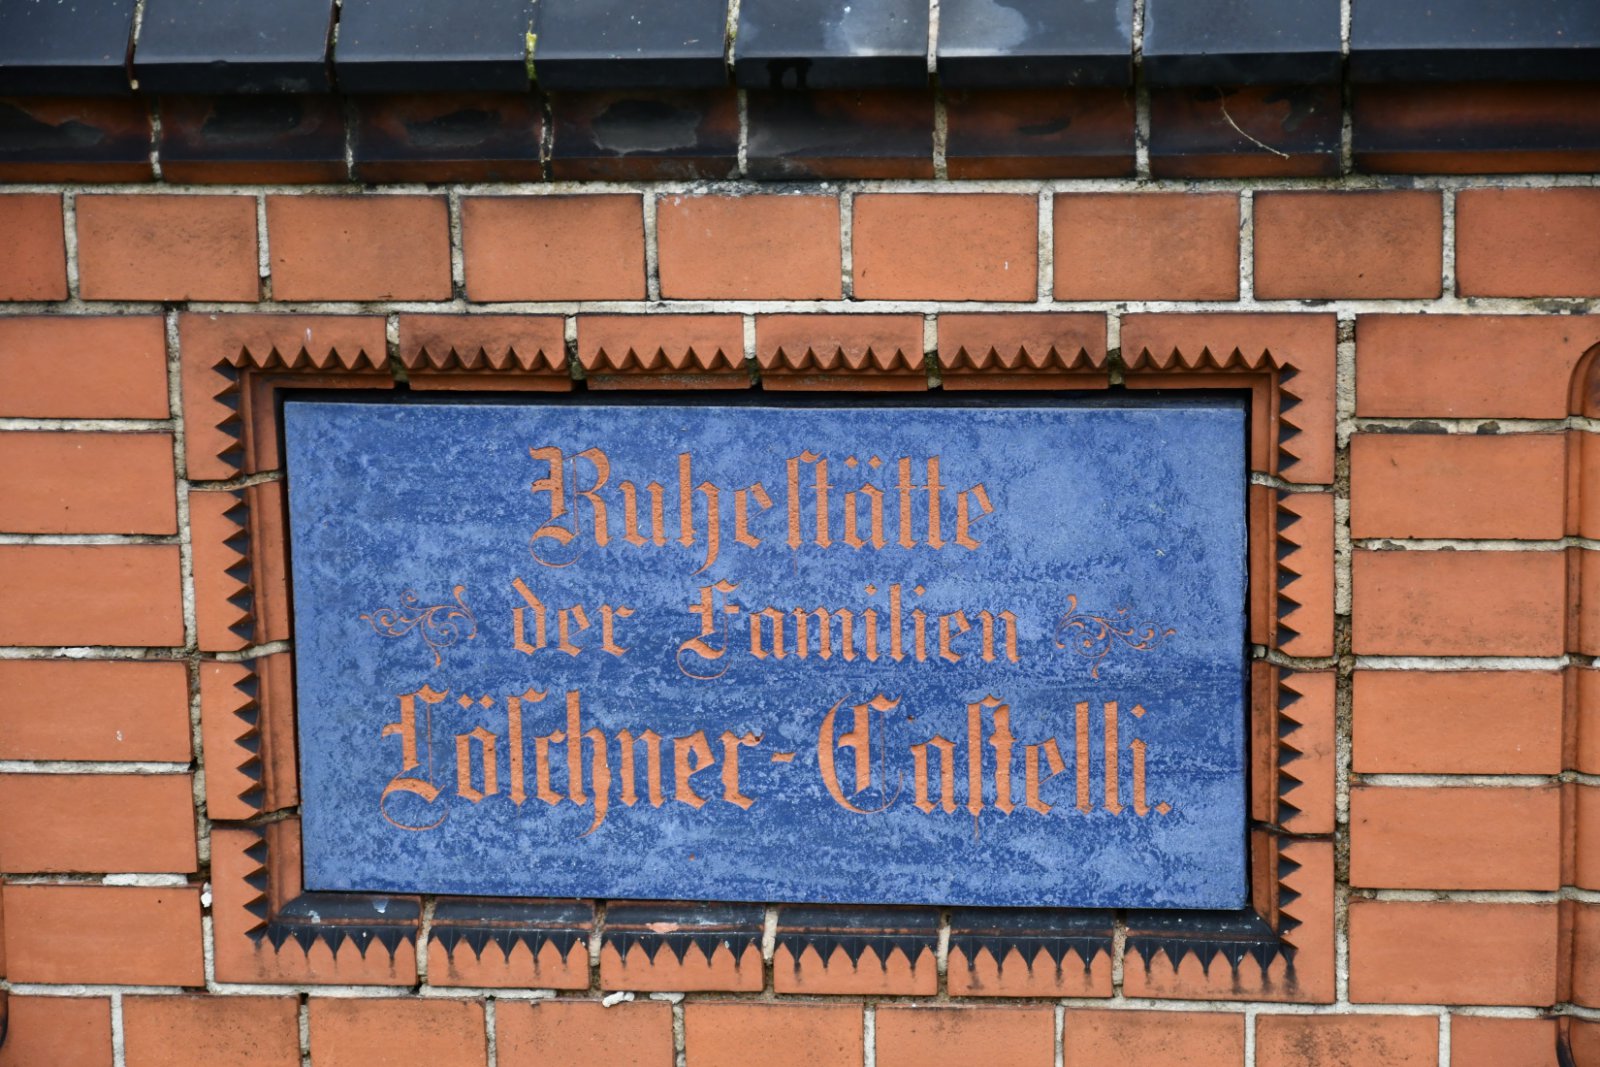 Ruhestätte
der Familien
Löschner-Castelli.